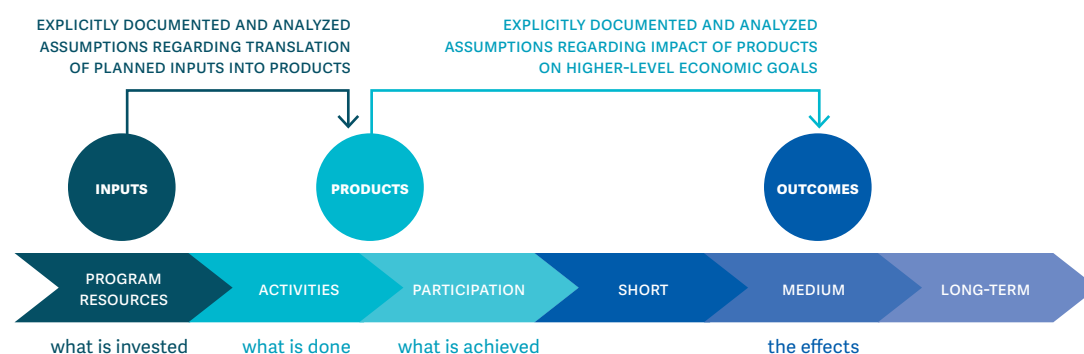 EXPLICITLY DOCUMENTED AND ANALYZED
ASSUMPTIONS REGARDING TRANSLATION
OF PLANNED INPUTS INTO PRODUCTS
EXPLICITLY DOCUMENTED AND ANALYZED
ASSUMPTIONS REGARDING IMPACT OF PRODUCTS
ON HIGHER-LEVEL ECONOMIC GOALS
INPUTS
PRODUCTS
OUTCOMES
PROGRAM
RESOURCES
ACTIVITIES
PARTICIPATION
SHORT
MEDIUM
LONG-TERM
what is invested
what is done
what is achieved
the effects